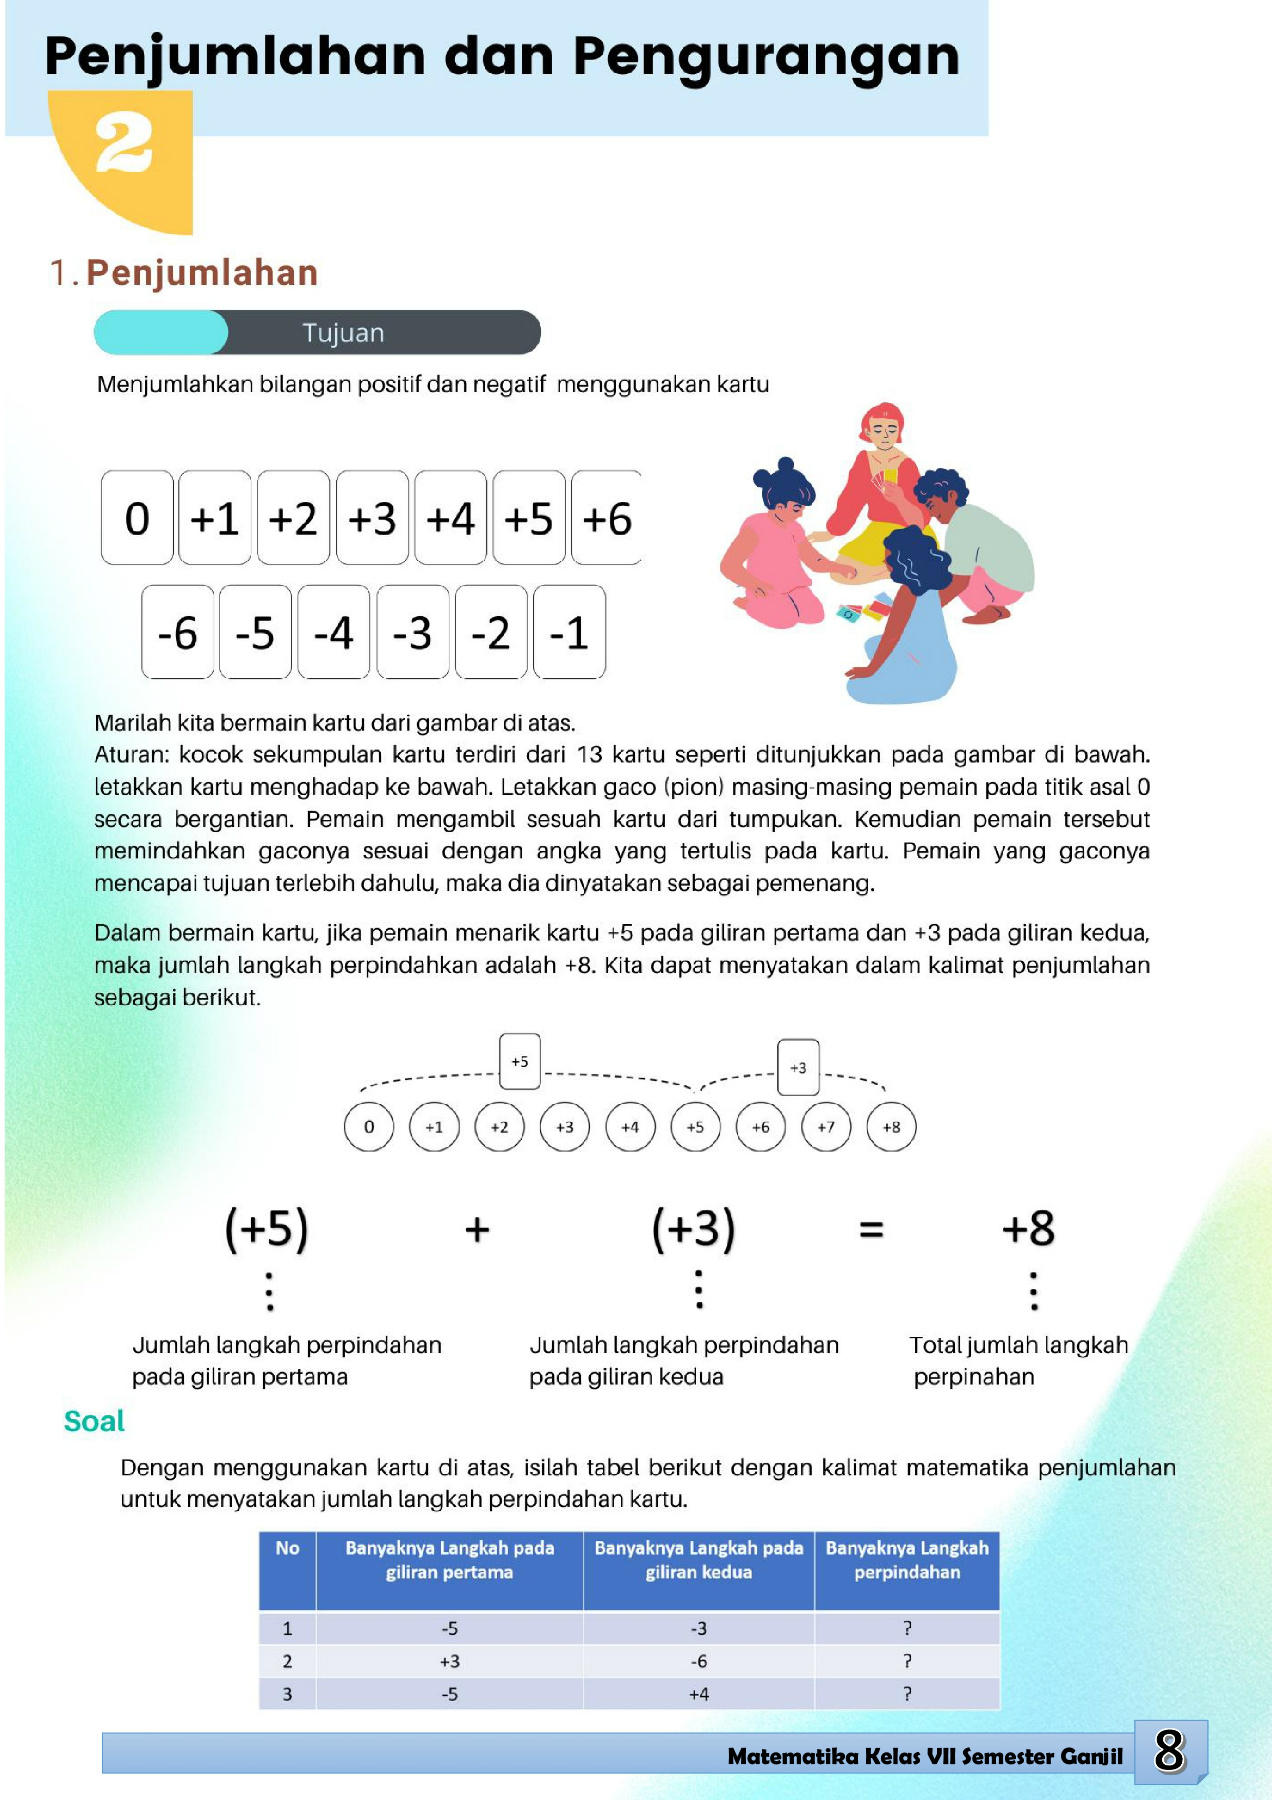 Penjumlahan dan Pengurangan
2
1. Penjumlahan
Tujuan
Menjumlahkan bilangan positif dan negatif menggunakan kartu
0 +1 +2 +3 +4 +5 +6
-6 -5 -4 -3 -2 -1
Marilah kita bermain kartu dari gambar di atas.
Aturan: kocok sekumpulan kartu terdiri dari 13 kartu seperti ditunjukkan pada gambar di bawah.
letakkan kartu menghadap ke bawah. Letakkan gaco (pion) masing-masing pemain pada titik asal 0
secara bergantian. Pemain mengambil sesuah kartu dari tumpukan. Kemudian pemain tersebut
memindahkan gaconya sesuai dengan angka yang tertulis pada kartu. Pemain yang gaconya
mencapai tujuan terlebih dahulu, maka dia dinyatakan sebagai pemenang.
Dalam bermain kartu, jika pemain menarik kartu +5 pada giliran pertama dan +3 pada giliran kedua,
maka jumlah langkah perpindahkan adalah +8. Kita dapat menyatakan dalam kalimat penjumlahan
sebagai berikut.
+5 +3
0 +1 +2 +3 +4 +5 +6 +7 +8
(+5) + (+3) = +8
Jumlah langkah perpindahan Jumlah langkah perpindahan Total jumlah langkah
pada giliran pertama pada giliran kedua perpinahan
Soal
Dengan menggunakan kartu di atas, isilah tabel berikut dengan kalimat matematika penjumlahan
untuk menyatakan jumlah langkah perpindahan kartu.
No Banyaknya Langkah pada Banyaknya Langkah pada Banyaknya Langkah
giliran pertama giliran kedua perpindahan
1 -5 -3 ?
2 +3 -6 ?
3 -5 +4 ?
Matematika Kelas VII Semester Ganjil 8